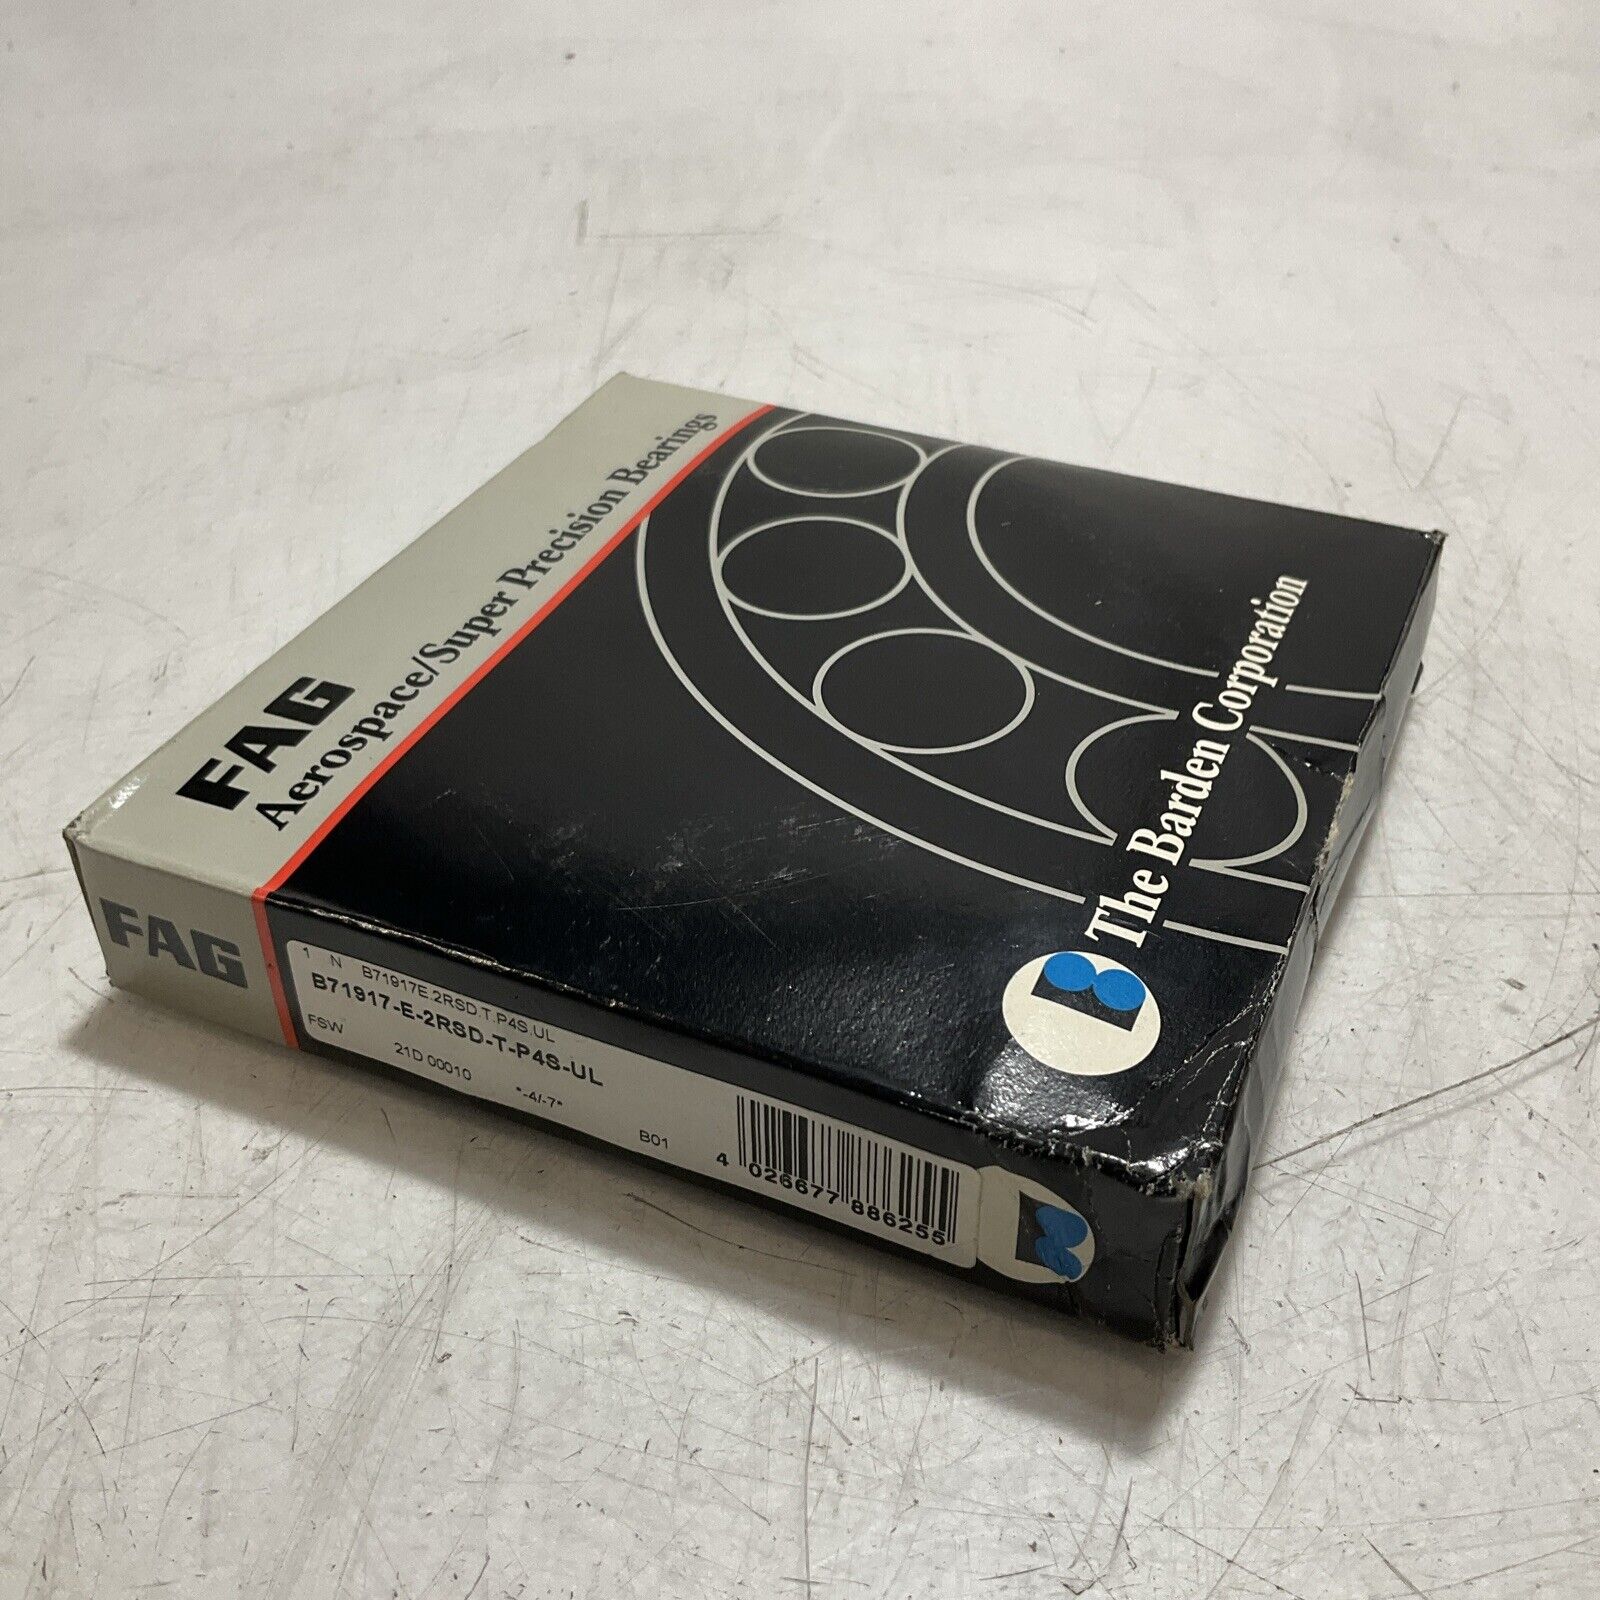 FAG
Aerospace/Super Precision Bearings
The Barden Corporation
FAG
1 N B71917E.2RSD.T.P4S.UL
B71917-E-2RSD-T-P4S-UL
FSW
21D 00010 *-4/-7*
B01
4 026677 886255